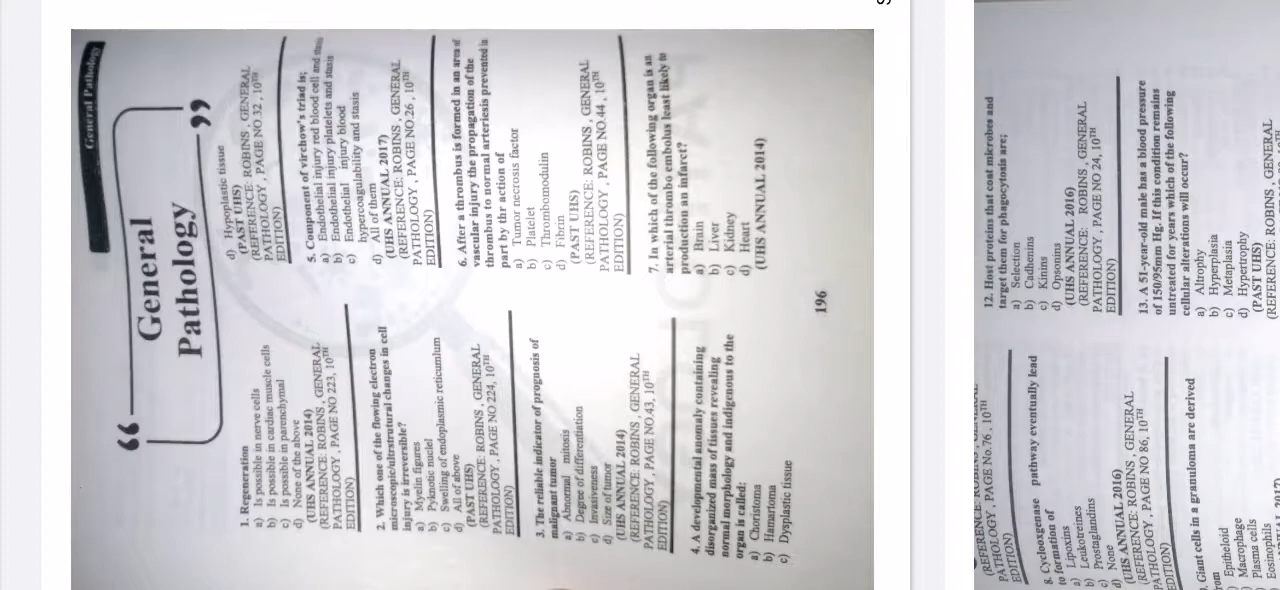 General Pathology
“
General
Pathology
”
1. Regeneration
a) Is possible in nerve cells
b) Is possible in cardiac muscle cells
c) Is possible in parenchymal
d) None of the above
(UHS ANNUAL 2014)
(REFERENCE: ROBINS , GENERAL
PATHOLOGY , PAGE NO 223, 10TH
EDITION)
2. Which one of the flowing electron
microscopic/ultrstrutural changes in cell
injury is irreversible?
a) Myelin figures
b) Pyknotic nuclel
c) Swelling of endoplasmic reticumlum
d) All of above
(PAST UHS)
(REFERENCE: ROBINS , GENERAL
PATHOLOGY , PAGE NO 224, 10TH
EDITION)
3. The reliable indicator of prognosis of
malignant tumor
a) Abnormal mitosis
b) Degree of differentiation
c) Invasiveness
d) Size of tumor
(UHS ANNUAL 2014)
(REFERENCE: ROBINS , GENERAL
PATHOLOGY , PAGE NO.43, 10TH
EDITION)
4. A developmental anomaly containing
disorganized mass of tissues revealing
normal morphology and indigenous to the
organ is called:
a) Choristoma
b) Hamartoma
c) Dysplastic tissue
d) Hypoplastic tissue
(PAST UHS)
(REFERENCE: ROBINS , GENERAL
PATHOLOGY , PAGE NO.32 , 10TH
EDITION)
5. Component of virchow's triad is;
a) Endothelial injury red blood cell and stasis
b) Endothelial injury platelets and stasis
c) Endothelial injury blood
hypercoagulability and stasis
d) All of them
(UHS ANNUAL 2017)
(REFERENCE: ROBINS , GENERAL
PATHOLOGY , PAGE NO.26 , 10TH
EDITION)
6. After a thrombus is formed in an area of
vascular injury the propagation of the
thrombus to normal arteriesis prevented in
part by thr action of
a) Tumor necrosis factor
b) Platelet
c) Thrombomodulin
d) Fibrin
(PAST UHS)
(REFERENCE: ROBINS , GENERAL
PATHOLOGY , PAGE NO.44 , 10TH
EDITION)
7. In which of the following organ is an
arterial thrombo embolus least likely to
production an infarct?
a) Brain
b) Liver
c) Kidney
d) Heart
(UHS ANNUAL 2014)
196
(REFERENCE ROBINS , GENERAL
PATHOLOGY , PAGE No.76 , 10TH
EDITION)
8. Cyclooxgenase pathway eventually lead
to formation of
a) Lipoxins
b) Leukotreines
c) Prostaglandins
d) None
(UHS ANNUAL 2016)
(REFERENCE: ROBINS , GENERAL
PATHOLOGY , PAGE NO 86, 10TH
EDITION)
. Giant cells in a granuloma are derived
rom
) Epitheloid
) Macrophage
) Plasma cells
) Eosinophils
12. Host proteins that coat microbes and
target them for phagocytosis are;
a) Selection
b) Cadhenins
c) Kinins
d) Opsonins
(UHS ANNUAL 2016)
(REFERENCE: ROBINS , GENERAL
PATHOLOGY , PAGES NO 24, 10TH
EDITION)
13. A 51-year-old male has a blood pressure
of 150/95mm Hg. If this condition remains
untreated for years which of the following
cellular alterations will occur?
a) Altrophy
b) Hyperplasia
c) Metaplasia
d) Hypertrophy
(PAST UHS)
(REFERENCE: ROBINS, GENERAL